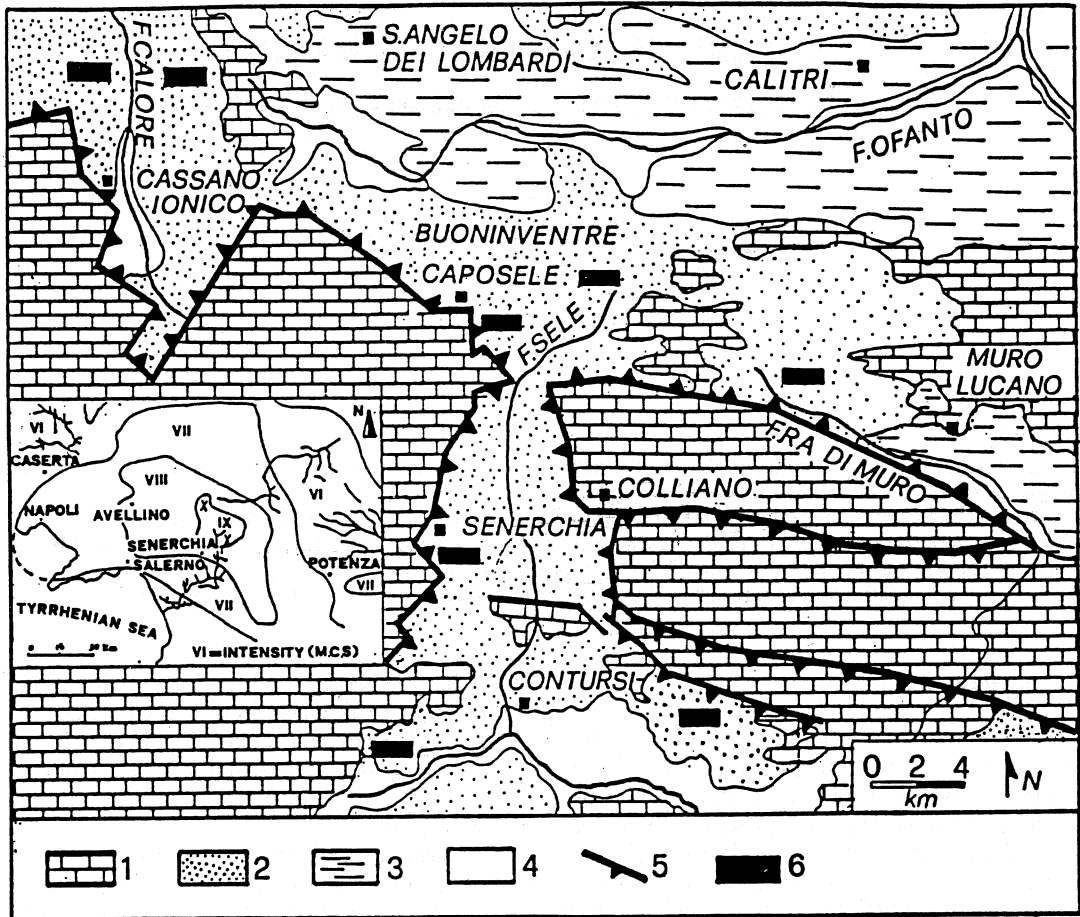 F. CALORE
S. ANGELO
DEI LOMBARDI
CALITRI
F. OFANTO
CASSANO
IONICO
BUONINVENTRE
CAPOSELE
F. SELE
MURO
LUCANO
F.RA DI MURO
COLLIANO
SENERCHIA
CONTURSI
VI
CASERTA
VII
N
VIII
NAPOLI
AVELLINO
X
IX
VI
SENERCHIA
SALERNO
POTENZA
VII
VII
TYRRHENIAN SEA
VI=INTENSITY (M.C.S)
0 2 4
km
N
1 2 3 4 5 6